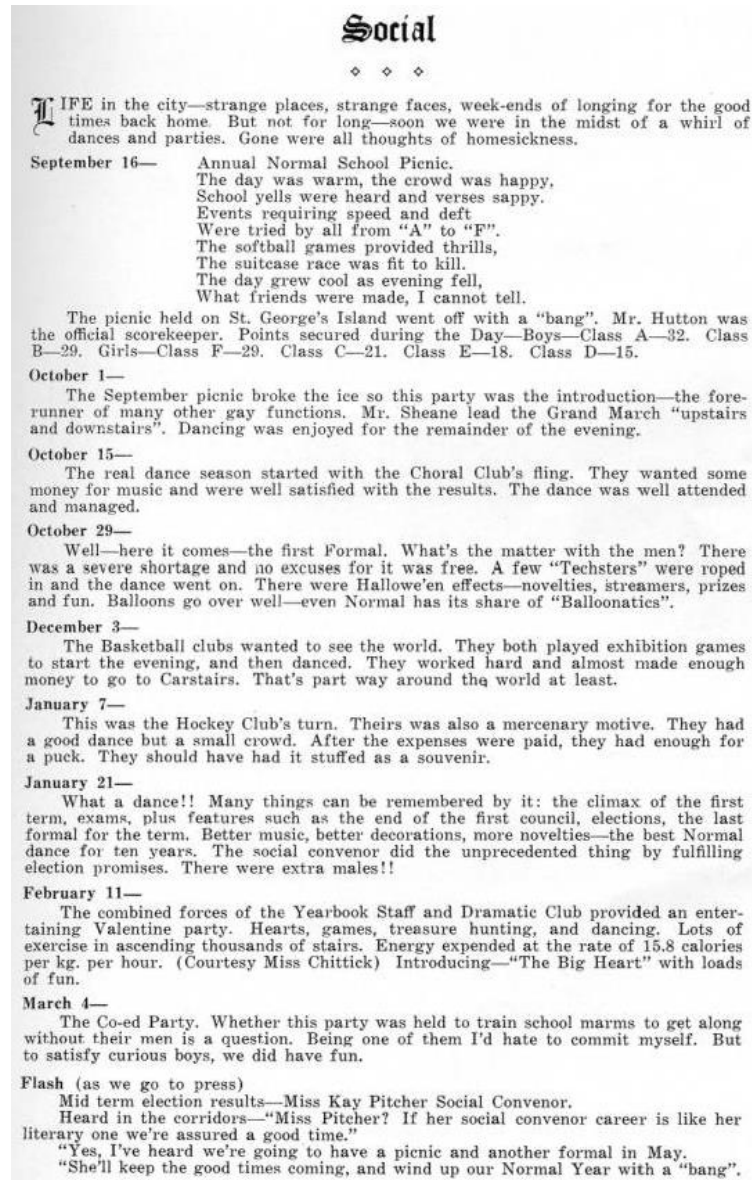 Social
LIFE in the city—strange places, strange faces, week-ends of longing for the good
times back home. But not for long—soon we were in the midst of a whirl of
dances and parties. Gone were all thoughts of homesickness.
September 16— Annual Normal School Picnic.
The day was warm, the crowd was happy,
School yells were heard and verses sappy.
Events requiring speed and deft
Were tried by all from “A” to “F”.
The softball games provided thrills,
The suitcase race was fit to kill.
The day grew cool as evening fell,
What friends were made, I cannot tell.
The picnic held on St. George's Island went off with a “bang”. Mr. Hutton was
the official scorekeeper. Points secured during the Day—Boys—Class A—32. Class
B—29. Girls—Class F—29. Class C—21. Class E—18. Class D—15.
October 1—
The September picnic broke the ice so this party was the introduction—the fore-
runner of many other gay functions. Mr. Sheane lead the Grand March “upstairs
and downstairs”. Dancing was enjoyed for the remainder of the evening.
October 15—
The real dance season started with the Choral Club's fling. They wanted some
money for music and were well satisfied with the results. The dance was well attended
and managed.
October 29—
Well—here it comes—the first Formal. What's the matter with the men? There
was a severe shortage and no excuses for it was free. A few “Techsters” were roped
in and the dance went on. There were Hallowe'en effects—novelties, streamers, prizes
and fun. Balloons go over well—even Normal has its share of “Balloonatics”.
December 3—
The Basketball clubs wanted to see the world. They both played exhibition games
to start the evening, and then danced. They worked hard and almost made enough
money to go to Carstairs. That's part way around the world at least.
January 7—
This was the Hockey Club's turn. Theirs was also a mercenary motive. They had
a good dance but a small crowd. After the expenses were paid, they had enough for
a puck. They should have had it stuffed as a souvenir.
January 21—
What a dance!! Many things can be remembered by it: the climax of the first
term, exams, plus features such as the end of the first council, elections, the last
formal for the term. Better music, better decorations, more novelties—the best Normal
dance for ten years. The social convenor did the unprecedented thing by fulfilling
election promises. There were extra males!!
February 11—
The combined forces of the Yearbook Staff and Dramatic Club provided an enter-
taining Valentine party. Hearts, games, treasure hunting, and dancing. Lots of
exercise in ascending thousands of stairs. Energy expended at the rate of 15.8 calories
per kg. per hour. (Courtesy Miss Chittick) Introducing—“The Big Heart” with loads
of fun.
March 4—
The Co-ed Party. Whether this party was held to train school marms to get along
without their men is a question. Being one of them I'd hate to commit myself. But
to satisfy curious boys, we did have fun.
Flash (as we go to press)
Mid term election results—Miss Kay Pitcher Social Convenor.
Heard in the corridors—“Miss Pitcher? If her social convenor career is like her
literary one we're assured a good time.”
“Yes, I've heard we're going to have a picnic and another formal in May.
“She'll keep the good times coming, and wind up our Normal Year with a “bang”.